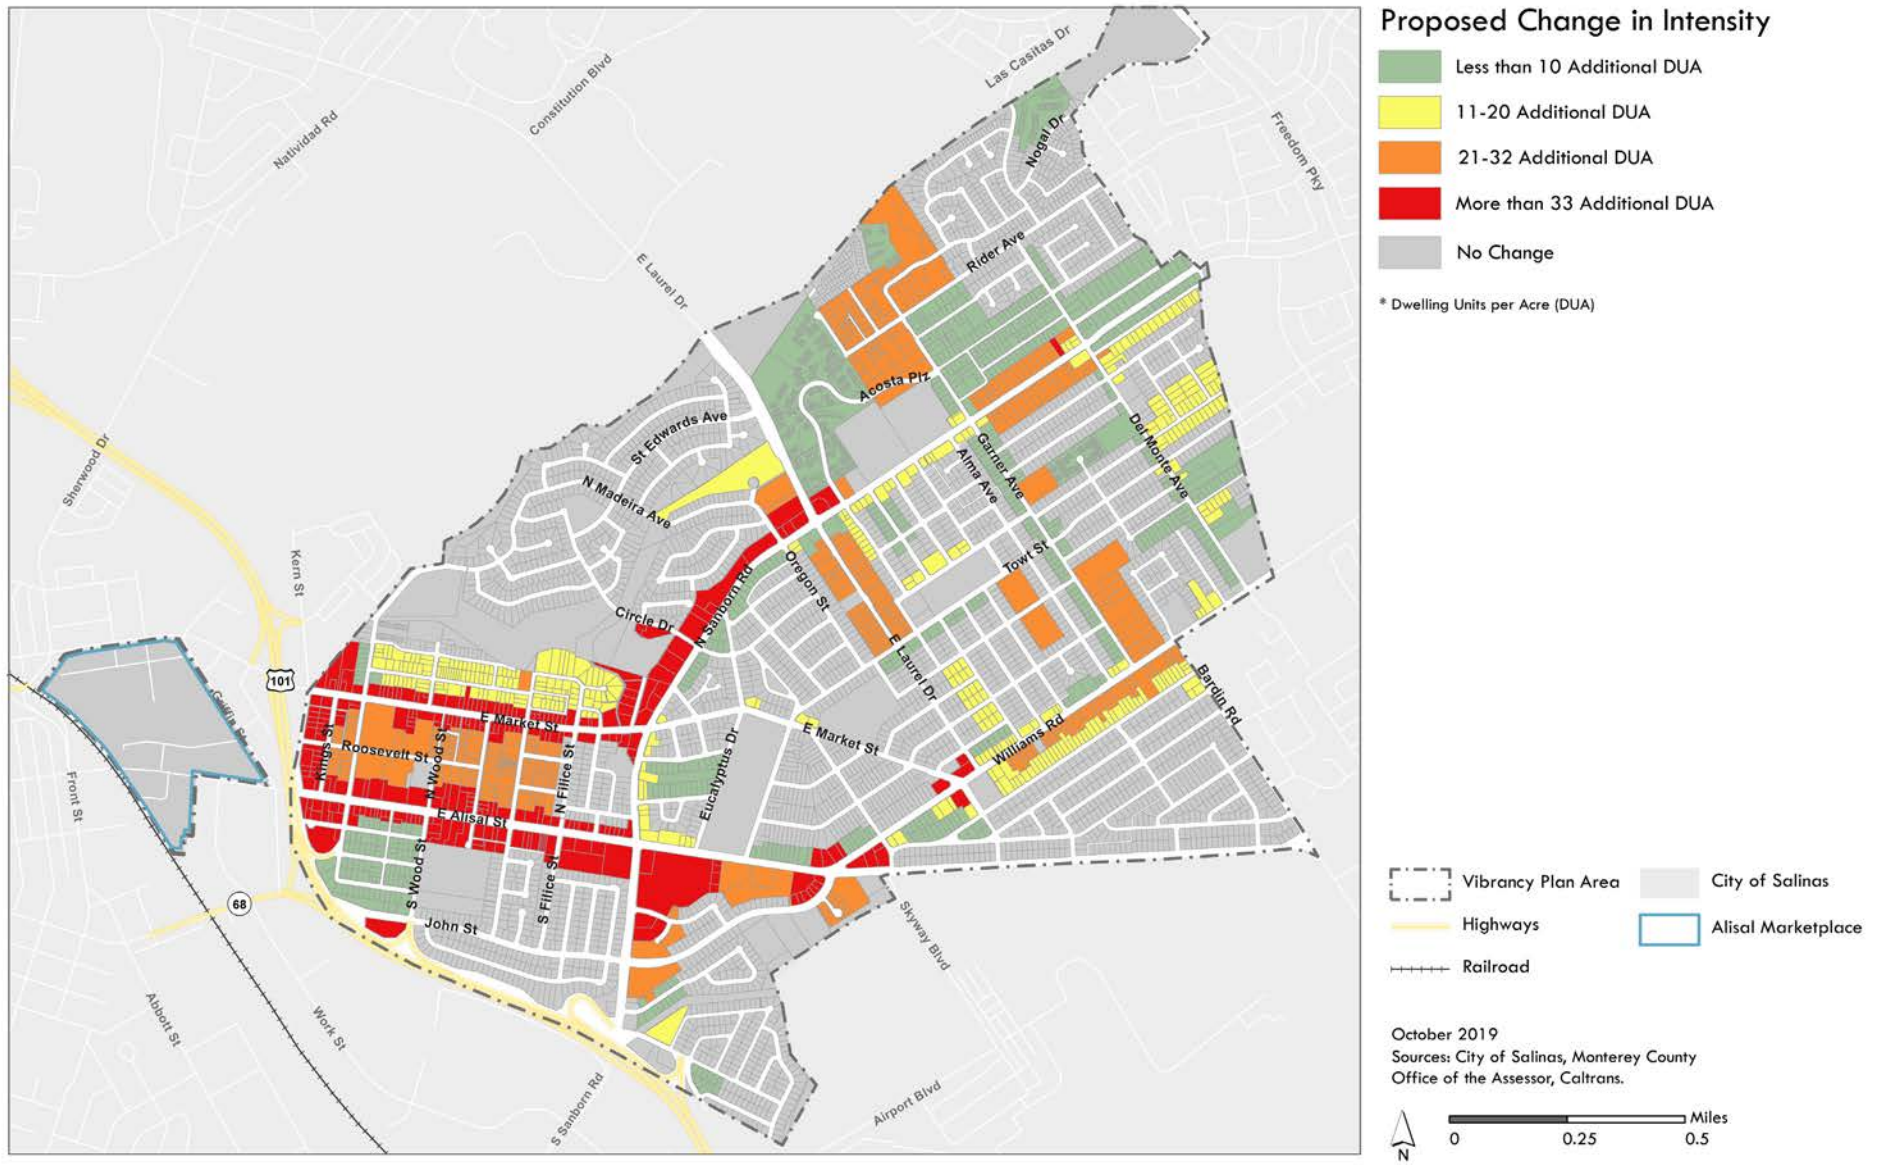 Proposed Change in Intensity
Less than 10 Additional DUA
11-20 Additional DUA
21-32 Additional DUA
More than 33 Additional DUA
No Change
* Dwelling Units per Acre (DUA)
Las Casitas Dr
Constitution Blvd
Natividad Rd
Freedom Pky
Nogal Dr
Rider Ave
E Laurel Dr
Acosta Plz
St Edwards Ave
Sherwood Dr
N Madeira Ave
Del Monte Ave
Garner Ave
Alma Ave
Kern St
Towt St
Oregon St
N Sanborn Rd
Circle Dr
E Laurel Dr
101
Griffin St
Bardin Rd
E Market St
E Market St
Williams Rd
Kings St
Roosevelt St
N Wood St
N Filice St
Eucalyptus Dr
Front St
E Alisal St
S Wood St
S Filice St
68
John St
Skyway Blvd
Abbott St
Work St
S Sanborn Rd
Airport Blvd
Vibrancy Plan Area
City of Salinas
Highways
Alisal Marketplace
Railroad
October 2019
Sources: City of Salinas, Monterey County
Office of the Assessor, Caltrans.
Miles
0 0.25 0.5
N